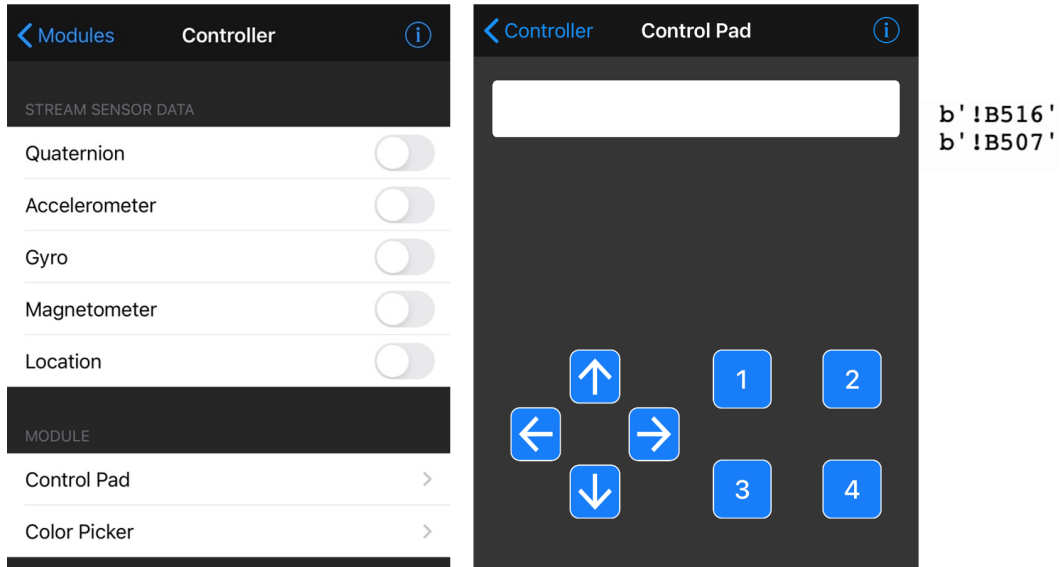 Modules Controller
STREAM SENSOR DATA
Quaternion
Accelerometer
Gyro
Magnetometer
Location
MODULE
Control Pad
Color Picker
Controller Control Pad
1 2
3 4
b'!B516'
b'!B507'